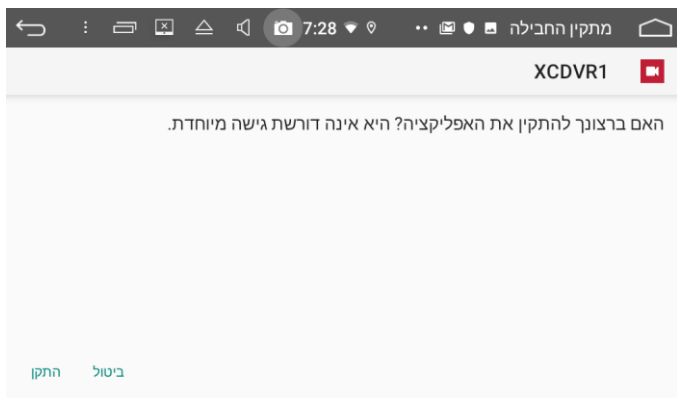 מתקין החבילה
7:28
XCDVR1
האם ברצונך להתקין את האפליקציה? היא אינה דורשת גישה מיוחדת.
ביטול
התקן